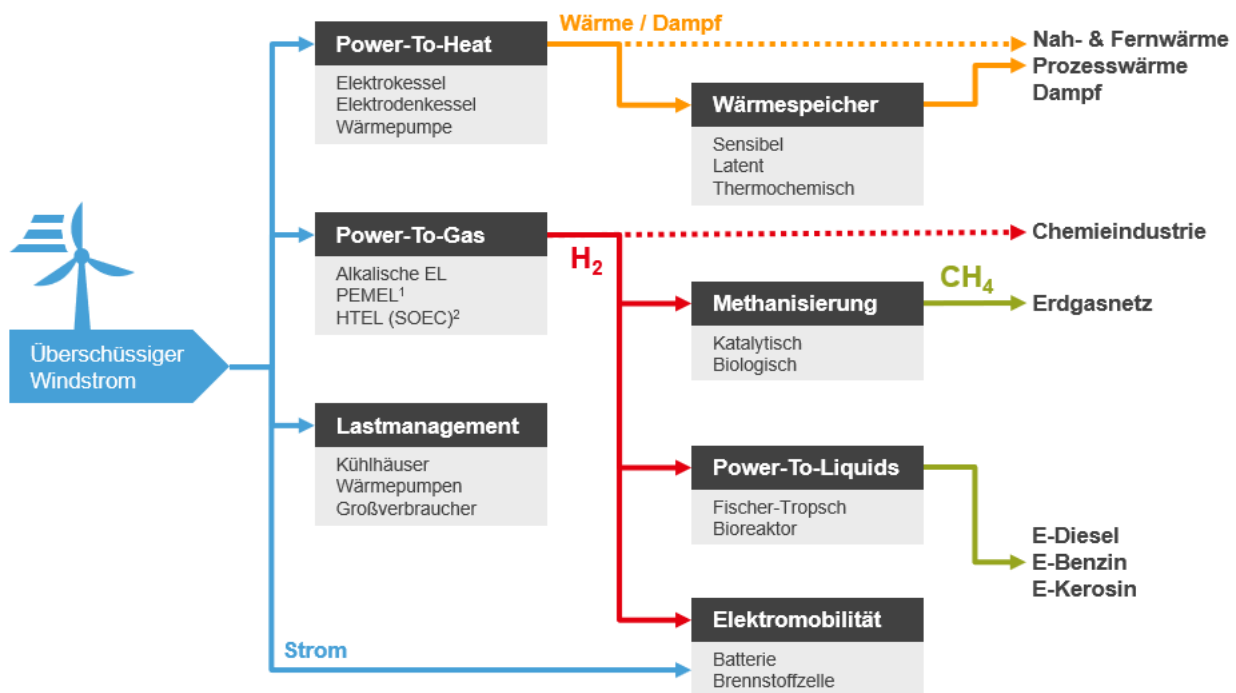 Wärme / Dampf
Power-To-Heat
Elektrokessel
Elektrodenkessel
Wärmepumpe
Nah- & Fernwärme
Prozesswärme
Dampf
Wärmespeicher
Sensibel
Latent
Thermochemisch
Power-To-Gas
Alkalische EL
PEMEL¹
HTEL (SOEC)²
H₂
Chemieindustrie
CH₄
Methanisierung
Katalytisch
Biologisch
Erdgasnetz
Überschüssiger
Windstrom
Lastmanagement
Kühlhäuser
Wärmepumpen
Großverbraucher
Power-To-Liquids
Fischer-Tropsch
Bioreaktor
E-Diesel
E-Benzin
E-Kerosin
Strom
Elektromobilität
Batterie
Brennstoffzelle